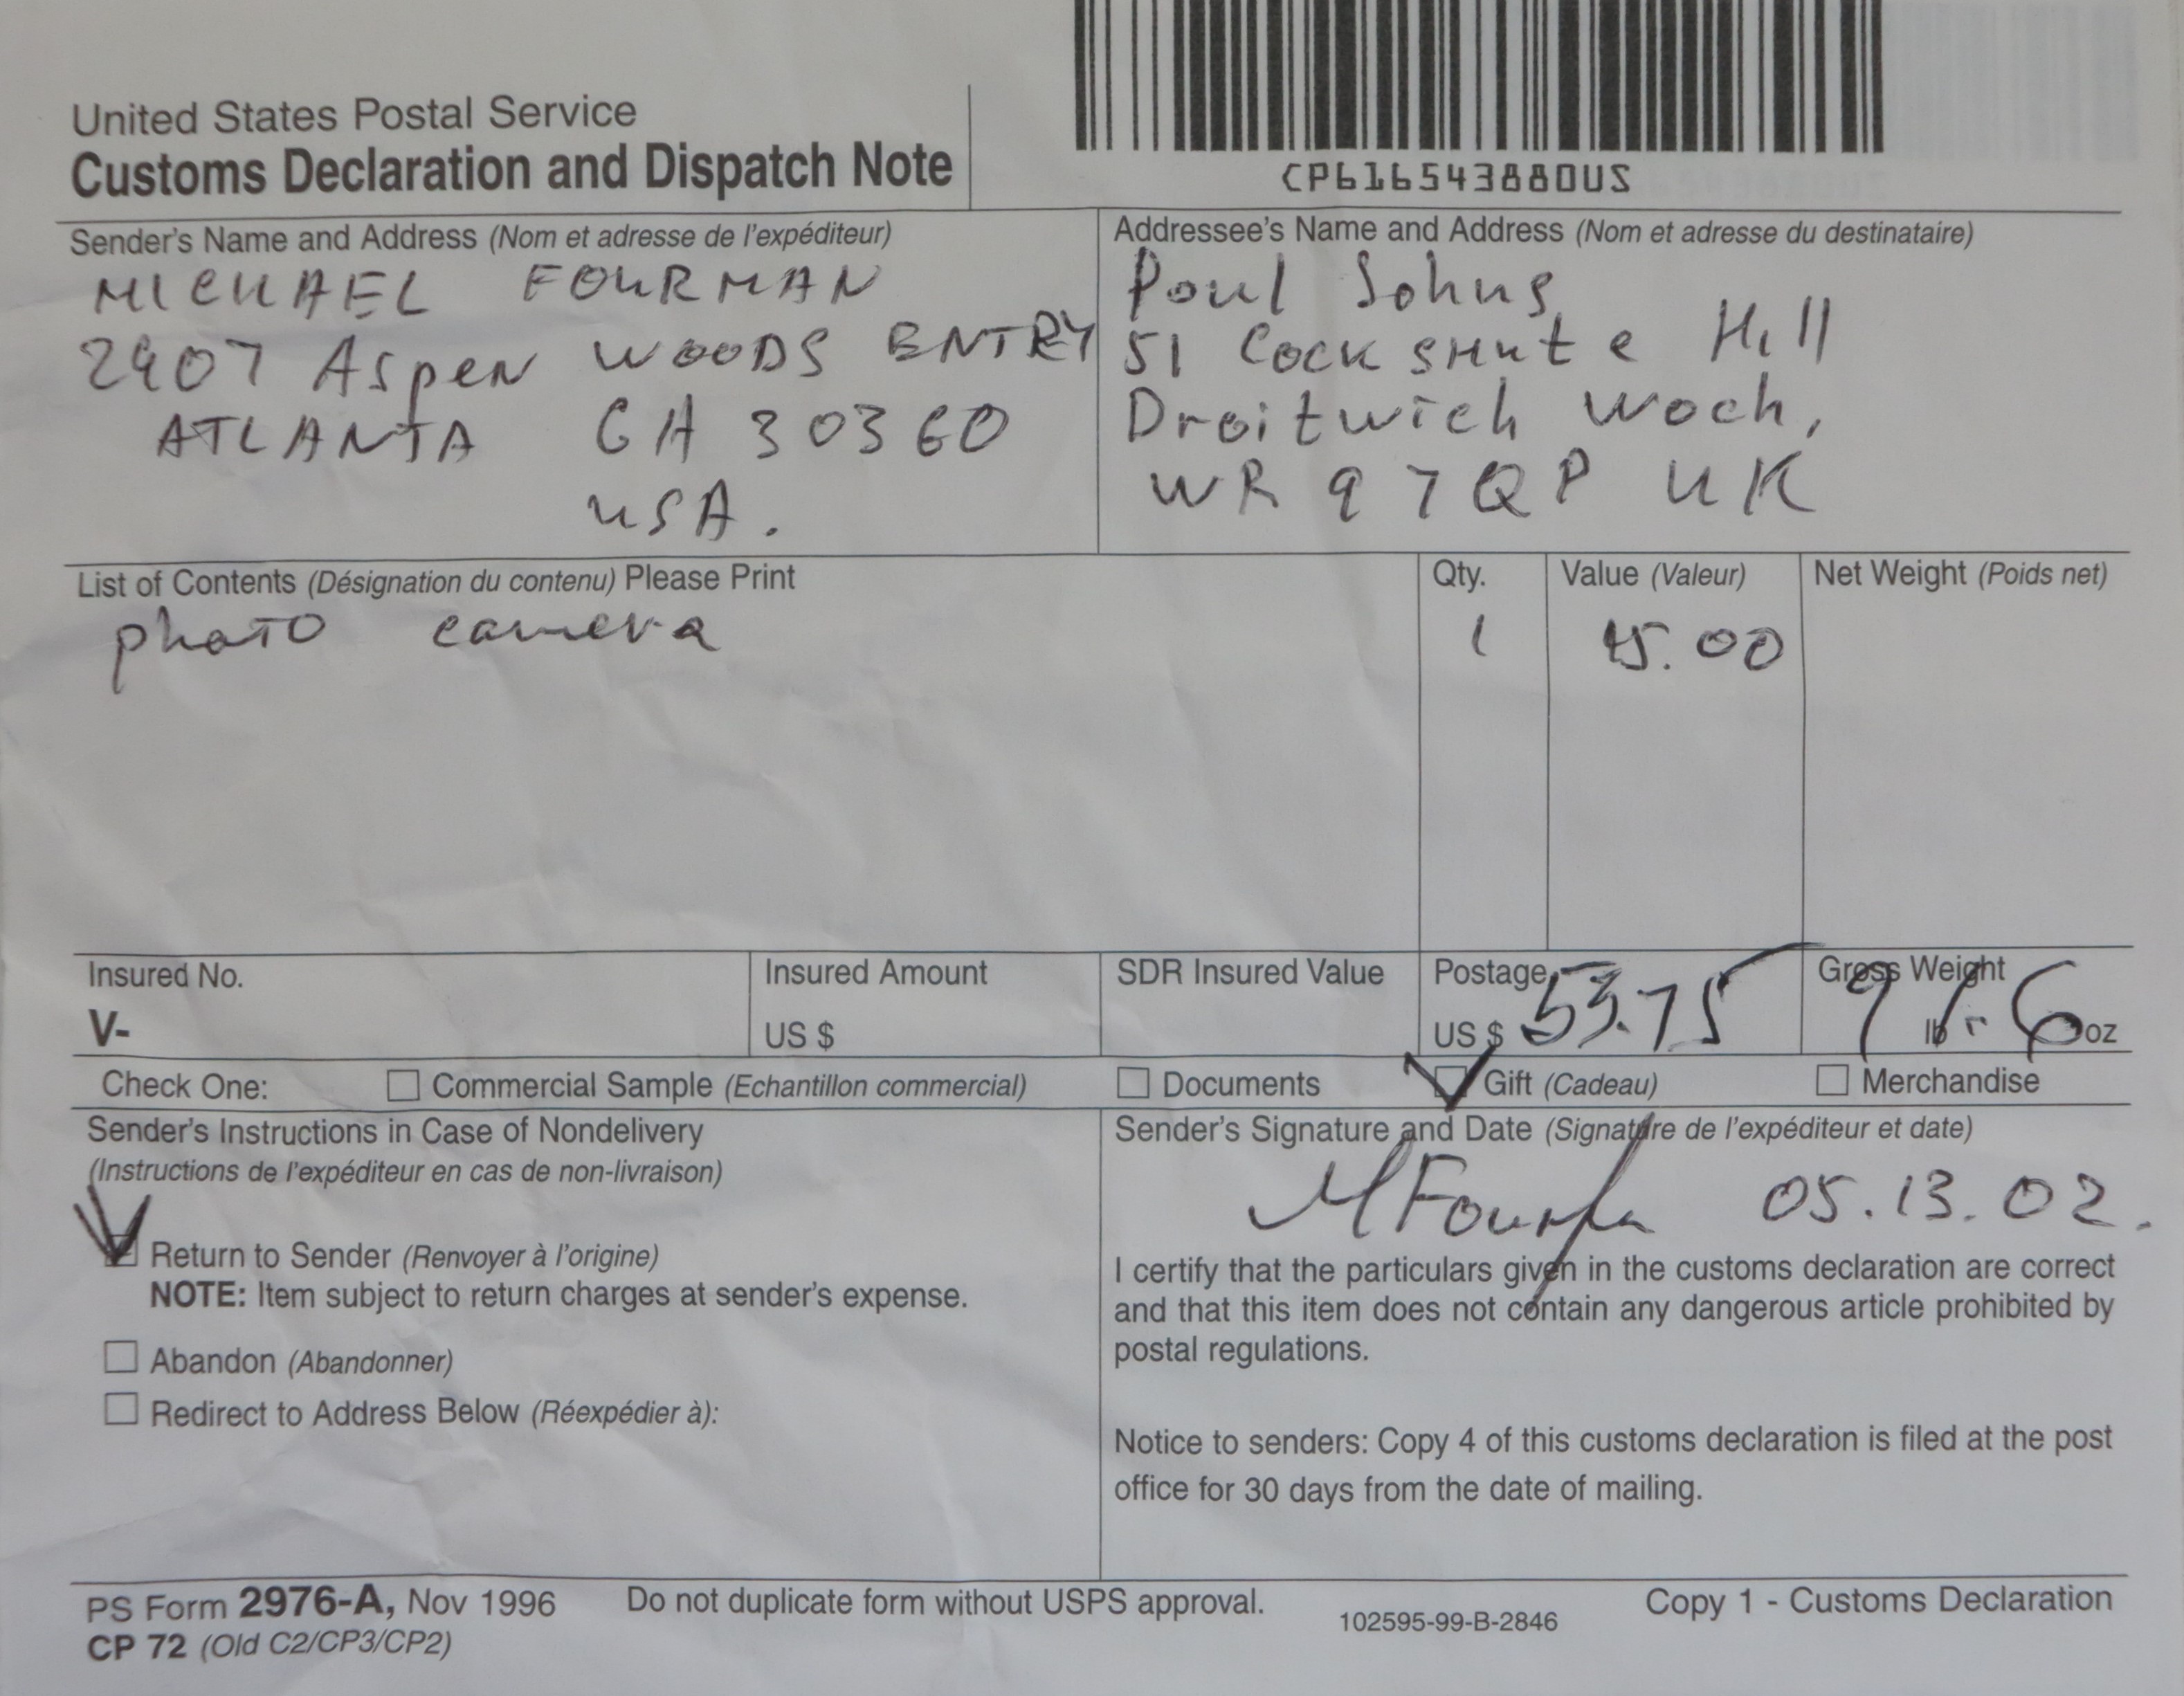 CP616543880US
United States Postal Service
Customs Declaration and Dispatch Note
Sender's Name and Address (Nom et adresse de l'expéditeur)
MICHAEL FOURMAN
2907 Aspen WOODS ENTRY
ATLANTA GA 30360
USA.
Addressee's Name and Address (Nom et adresse du destinataire)
Poul Johns
51 Cockshute Hill
Droitwich Woch,
WR9 7QP UK
List of Contents (Désignation du contenu) Please Print
photo camera
Qty.
1
Value (Valeur)
45.00
Net Weight (Poids net)
Insured No.
V-
Insured Amount
US $
SDR Insured Value
Postage
US $ 53.75
Gross Weight
9 lb 6 oz
Check One: Commercial Sample (Echantillon commercial) Documents Gift (Cadeau) Merchandise
Sender's Instructions in Case of Nondelivery
(Instructions de l'expéditeur en cas de non-livraison)
Return to Sender (Renvoyer à l'origine)
NOTE: Item subject to return charges at sender's expense.
Abandon (Abandonner)
Redirect to Address Below (Réexpédier à):
Sender's Signature and Date (Signature de l'expéditeur et date)
MFourman 05.13.02.
I certify that the particulars given in the customs declaration are correct
and that this item does not contain any dangerous article prohibited by
postal regulations.
Notice to senders: Copy 4 of this customs declaration is filed at the post
office for 30 days from the date of mailing.
PS Form 2976-A, Nov 1996 Do not duplicate form without USPS approval. 102595-99-B-2846 Copy 1 - Customs Declaration
CP 72 (Old C2/CP3/CP2)